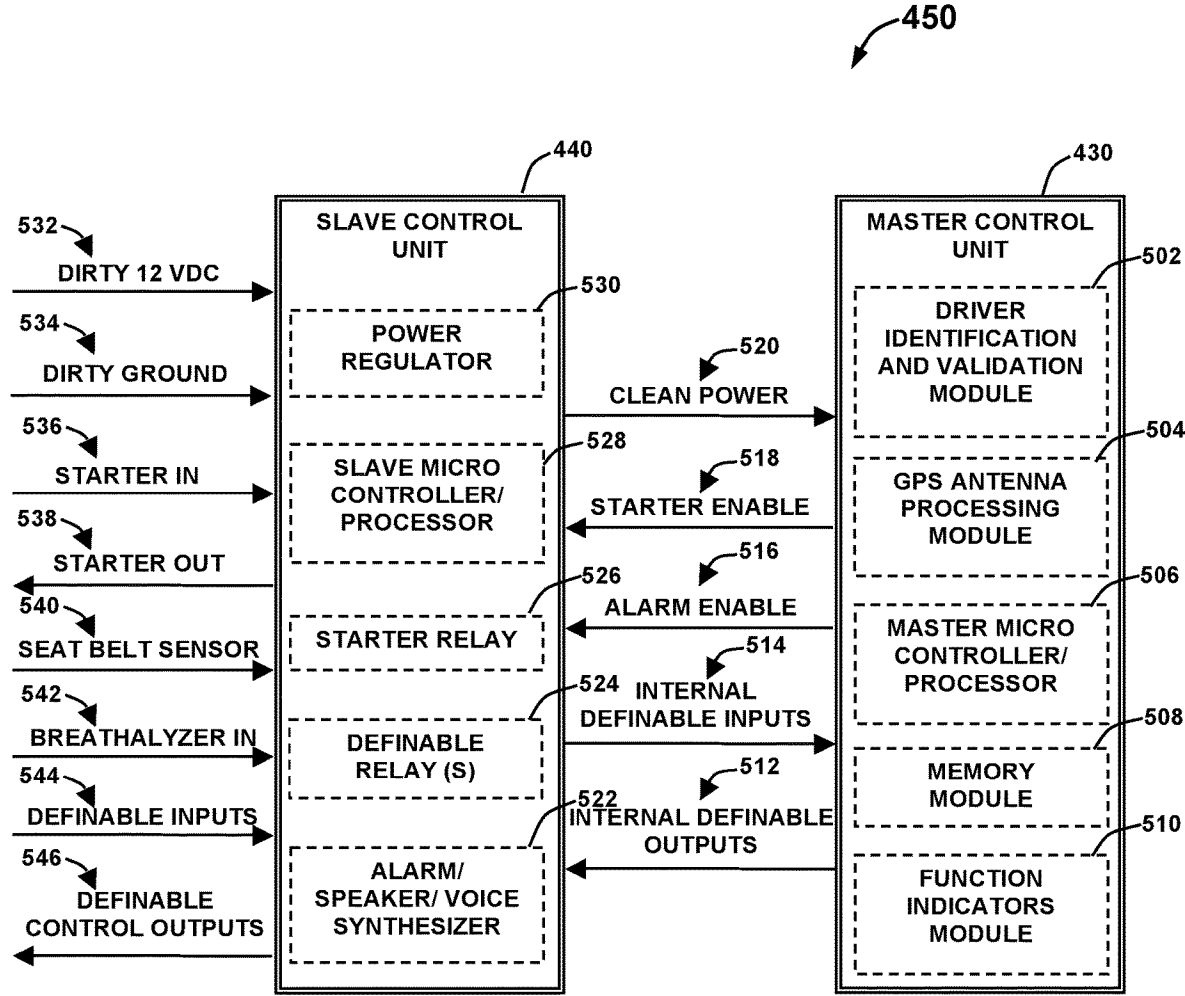 450
440
430
532
DIRTY 12 VDC
534
DIRTY GROUND
536
STARTER IN
538
STARTER OUT
540
SEAT BELT SENSOR
542
BREATHALYZER IN
544
DEFINABLE INPUTS
546
DEFINABLE
CONTROL OUTPUTS
SLAVE CONTROL
UNIT
530
POWER
REGULATOR
528
SLAVE MICRO
CONTROLLER/
PROCESSOR
526
STARTER RELAY
524
DEFINABLE
RELAY (S)
522
ALARM/
SPEAKER/ VOICE
SYNTHESIZER
520
CLEAN POWER
518
STARTER ENABLE
516
ALARM ENABLE
514
INTERNAL
DEFINABLE INPUTS
512
INTERNAL DEFINABLE
OUTPUTS
MASTER CONTROL
UNIT
502
DRIVER
IDENTIFICATION
AND VALIDATION
MODULE
504
GPS ANTENNA
PROCESSING
MODULE
506
MASTER MICRO
CONTROLLER/
PROCESSOR
508
MEMORY
MODULE
510
FUNCTION
INDICATORS
MODULE